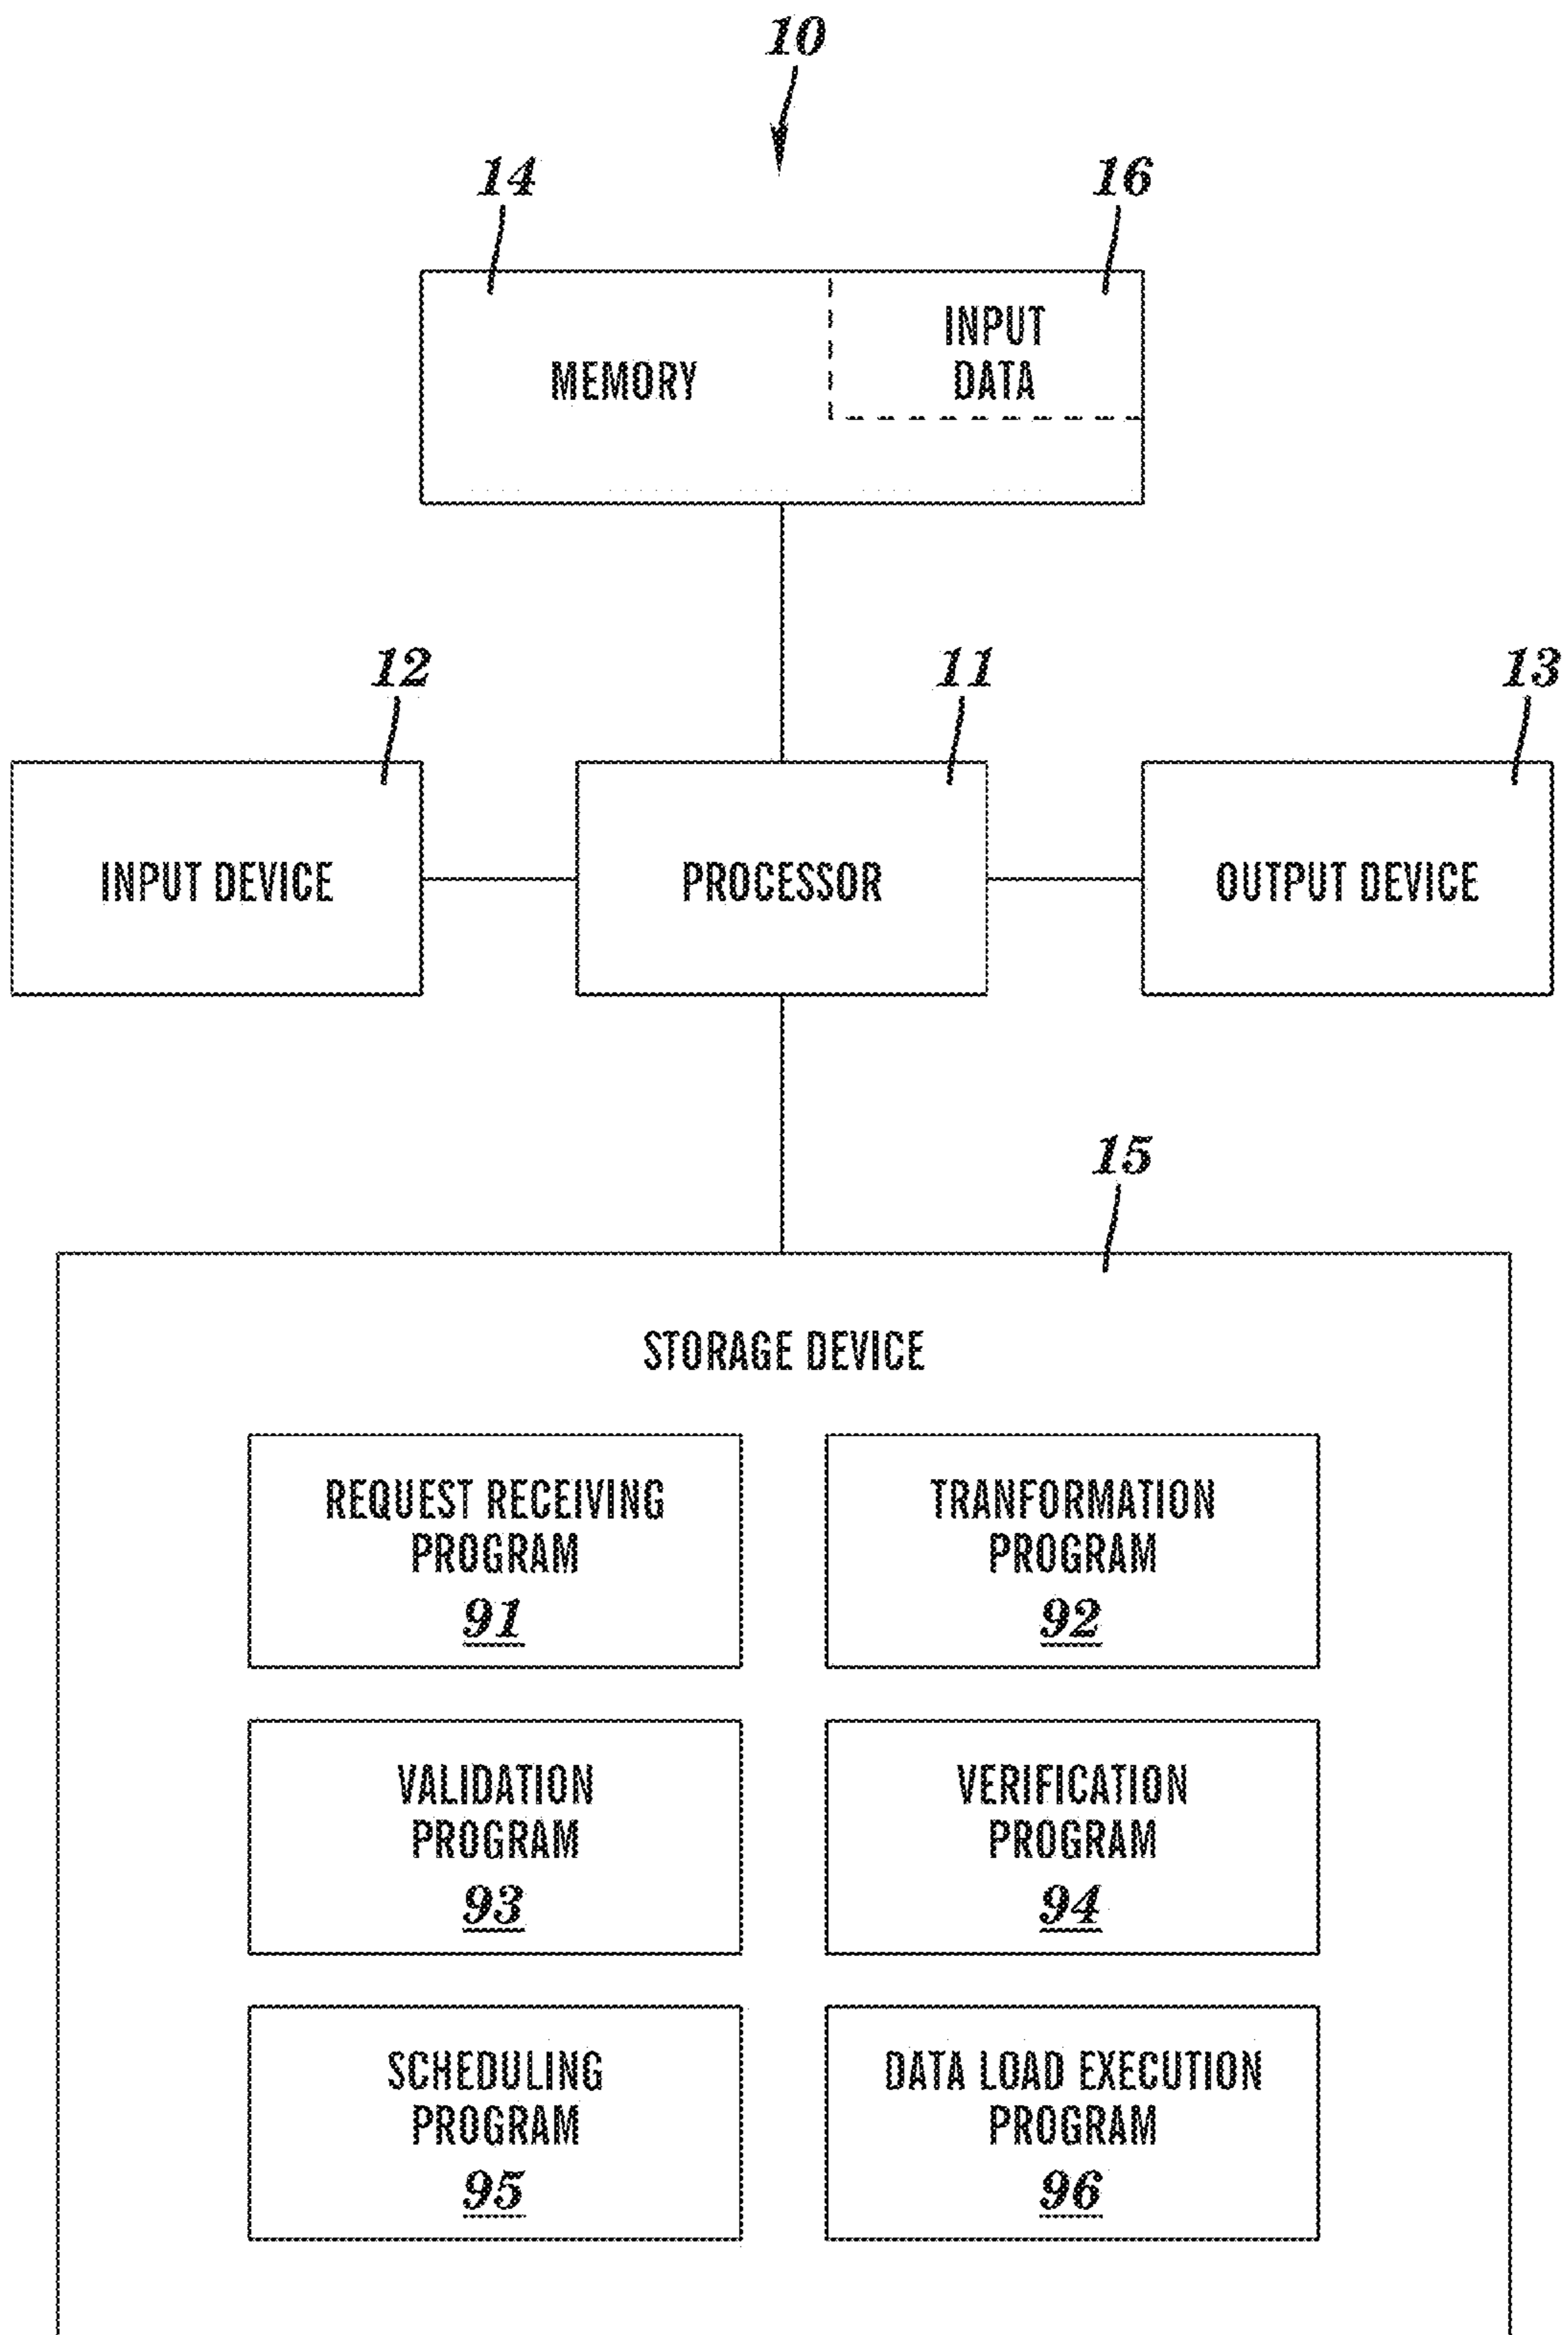 10
14
16
MEMORY
INPUT
DATA
12
11
13
INPUT DEVICE
PROCESSOR
OUTPUT DEVICE
15
STORAGE DEVICE
REQUEST RECEIVING
PROGRAM
91
TRANFORMATION
PROGRAM
92
VALIDATION
PROGRAM
93
VERIFICATION
PROGRAM
94
SCHEDULING
PROGRAM
95
DATA LOAD EXECUTION
PROGRAM
96